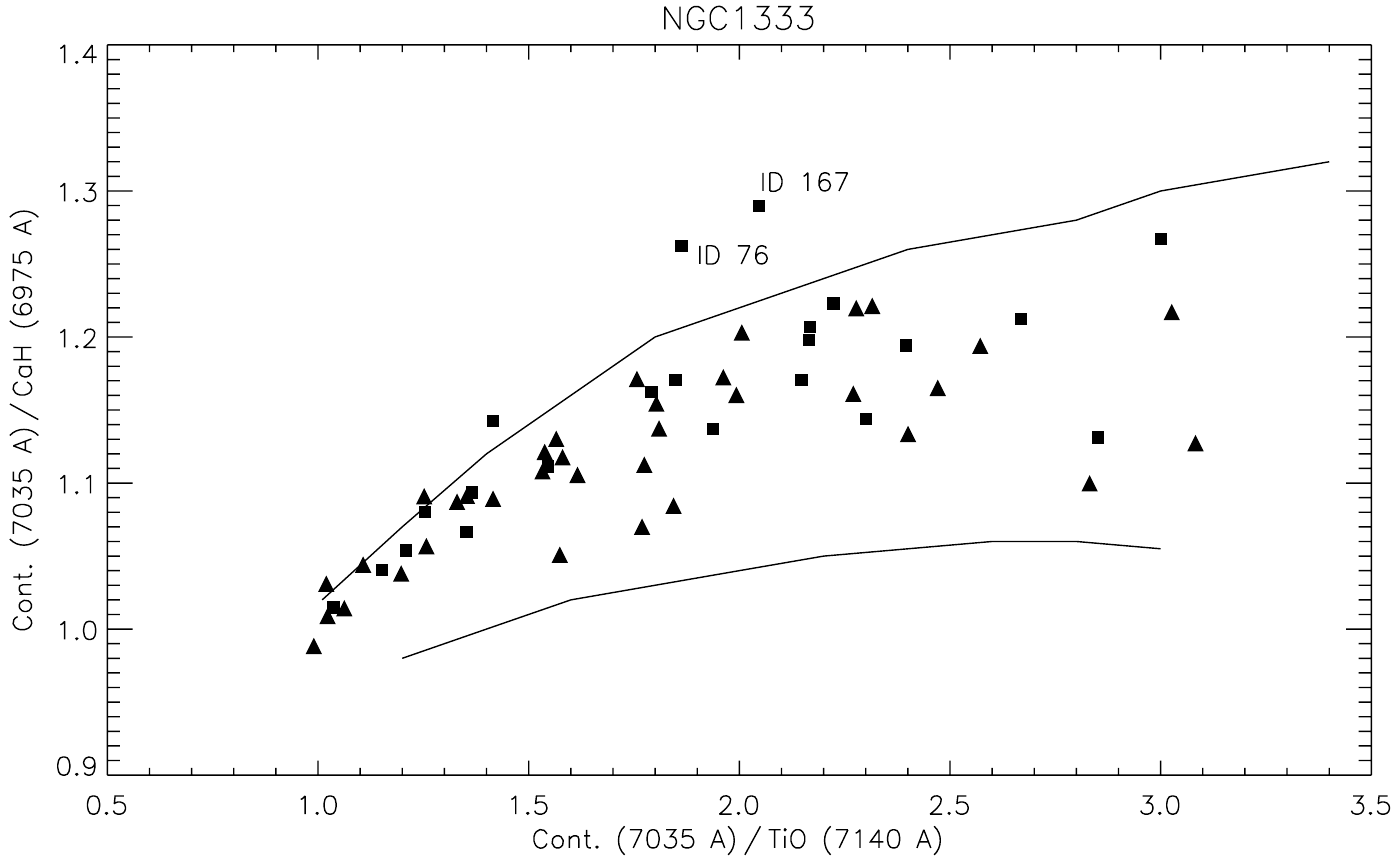 NGC1333
1.4
1.3
1.2
1.1
1.0
0.9
Cont. (7035 A)/CaH (6975 A)
ID 167
ID 76
0.5 1.0 1.5 2.0 2.5 3.0 3.5
Cont. (7035 A)/TiO (7140 A)